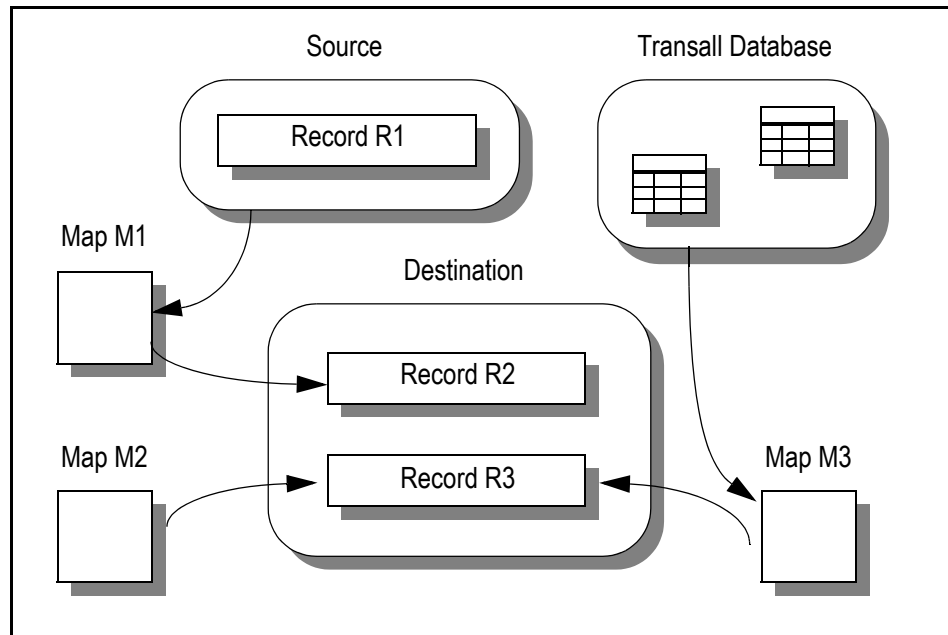 Source
Transall Database
Record R1
Map M1
Destination
Record R2
Map M2
Record R3
Map M3